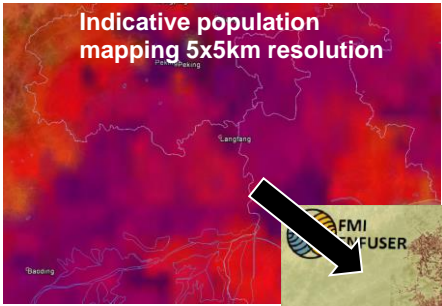 Indicative population
mapping 5x5km resolution
Peking
Langfang
Baoding
FMI